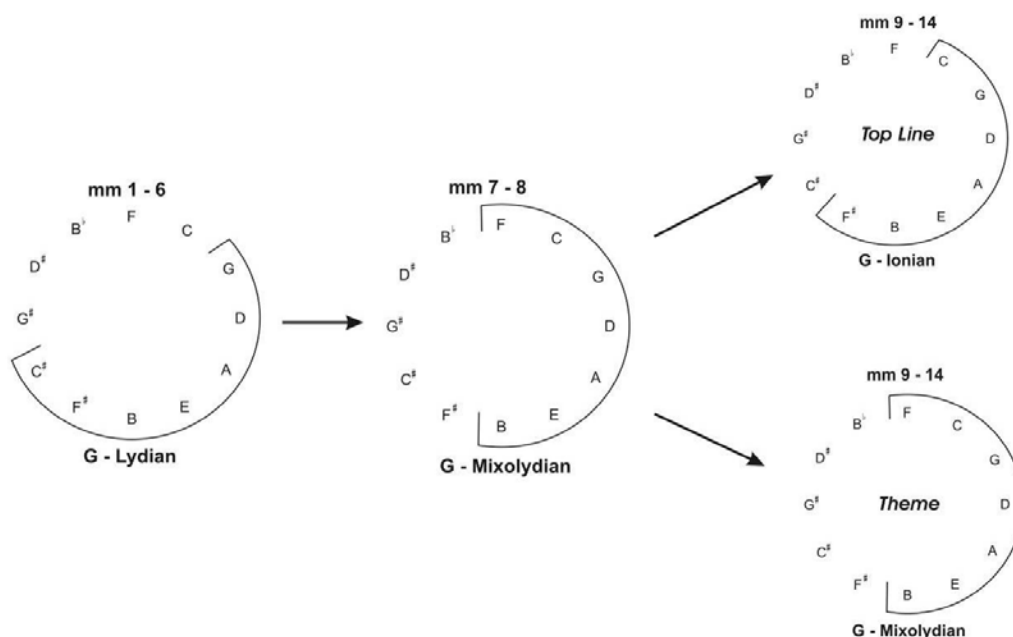 mm 1 - 6
F
C
G
D
A
E
B
F♯
C♯
G♯
D♯
B♭
G - Lydian
mm 7 - 8
F
C
G
D
A
E
B
F♯
C♯
G♯
D♯
B♭
G - Mixolydian
mm 9 - 14
F
C
G
D
A
E
B
F♯
C♯
G♯
D♯
B♭
Top Line
G - Ionian
mm 9 - 14
F
C
G
D
A
E
B
F♯
C♯
G♯
D♯
B♭
Theme
G - Mixolydian